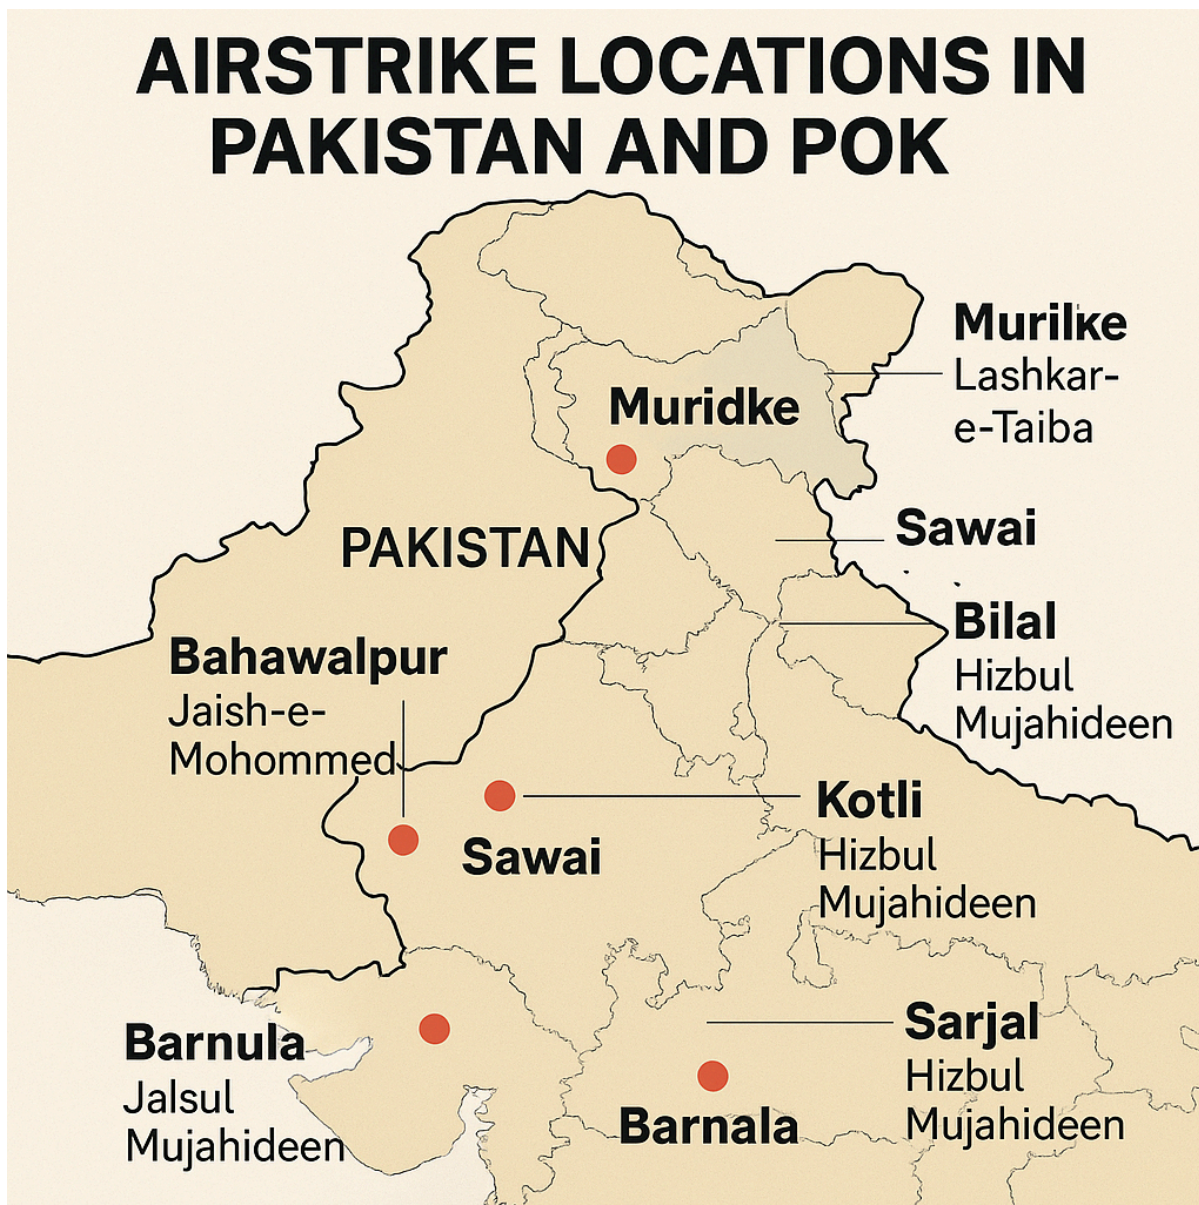 AIRSTRIKE LOCATIONS IN
PAKISTAN AND POK
Murilke
Lashkar-
e-Taiba
Muridke
Sawai
PAKISTAN
Bilal
Hizbul
Mujahideen
Bahawalpur
Jaish-e-
Mohommed
Kotli
Hizbul
Mujahideen
Sawai
Sarjal
Hizbul
Mujahideen
Barnula
Jalsul
Mujahideen
Barnala